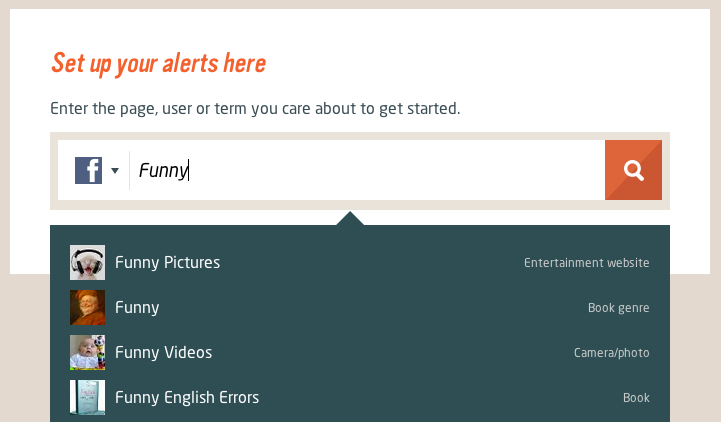 Set up your alerts here
Enter the page, user or term you care about to get started.
f Funny
Funny Pictures Entertainment website
Funny Book genre
Funny Videos Camera/photo
Funny English Errors Book